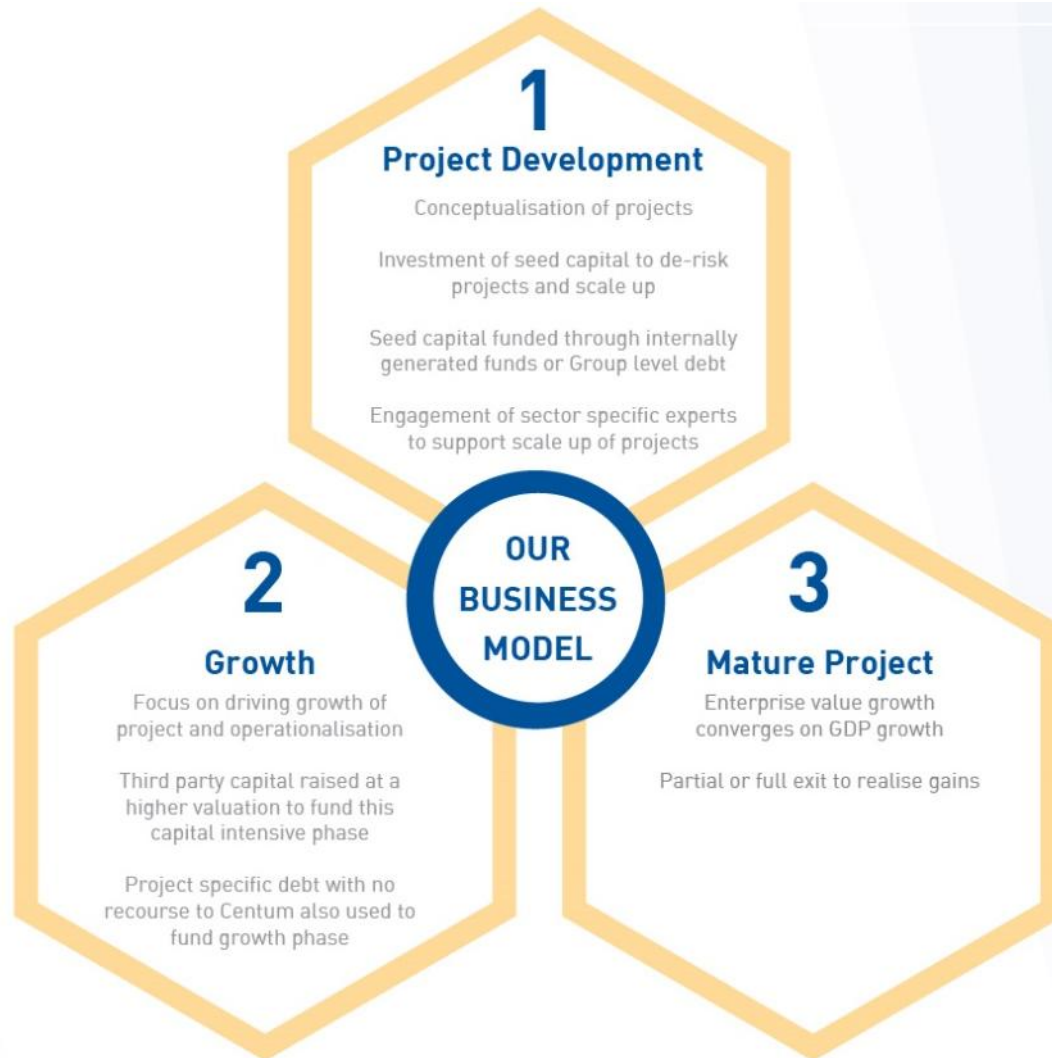 1
Project Development
Conceptualisation of projects
Investment of seed capital to de-risk
projects and scale up
Seed capital funded through internally
generated funds or Group level debt
Engagement of sector specific experts
to support scale up of projects
OUR
BUSINESS
MODEL
2
Growth
Focus on driving growth of
project and operationalisation
Third party capital raised at a
higher valuation to fund this
capital intensive phase
Project specific debt with no
recourse to Centum also used to
fund growth phase
3
Mature Project
Enterprise value growth
converges on GDP growth
Partial or full exit to realise gains